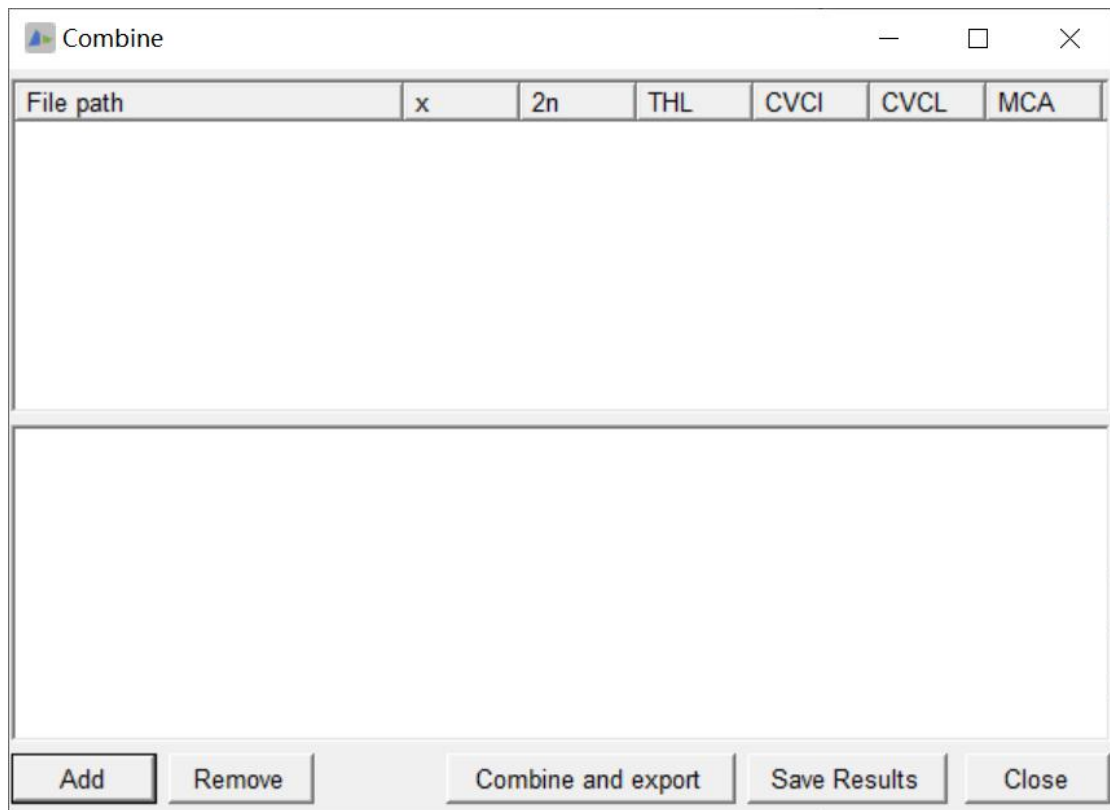 Combine
File path x 2n THL CVCI CVCL MCA
Add Remove Combine and export Save Results Close